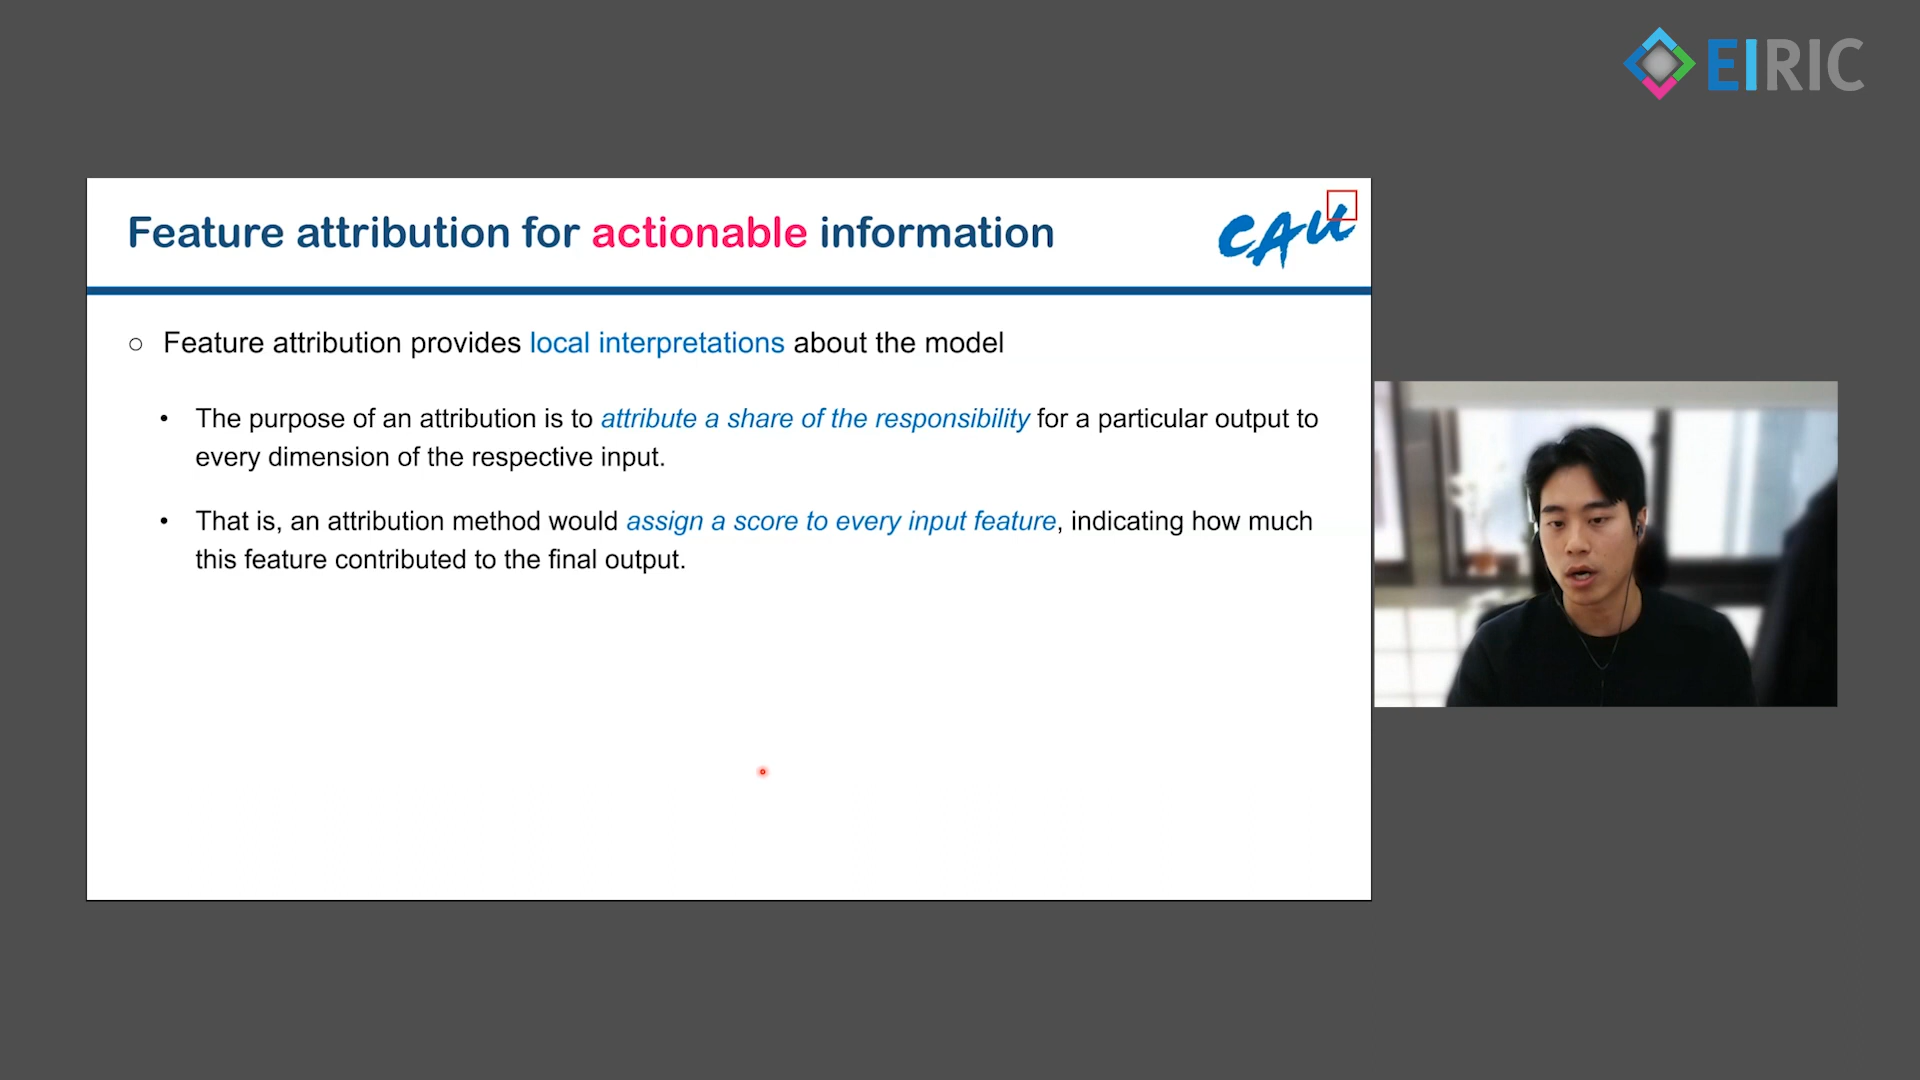 EIRIC
Feature attribution for actionable information
CAU
○ Feature attribution provides local interpretations about the model
• The purpose of an attribution is to attribute a share of the responsibility for a particular output to
every dimension of the respective input.
• That is, an attribution method would assign a score to every input feature, indicating how much
this feature contributed to the final output.